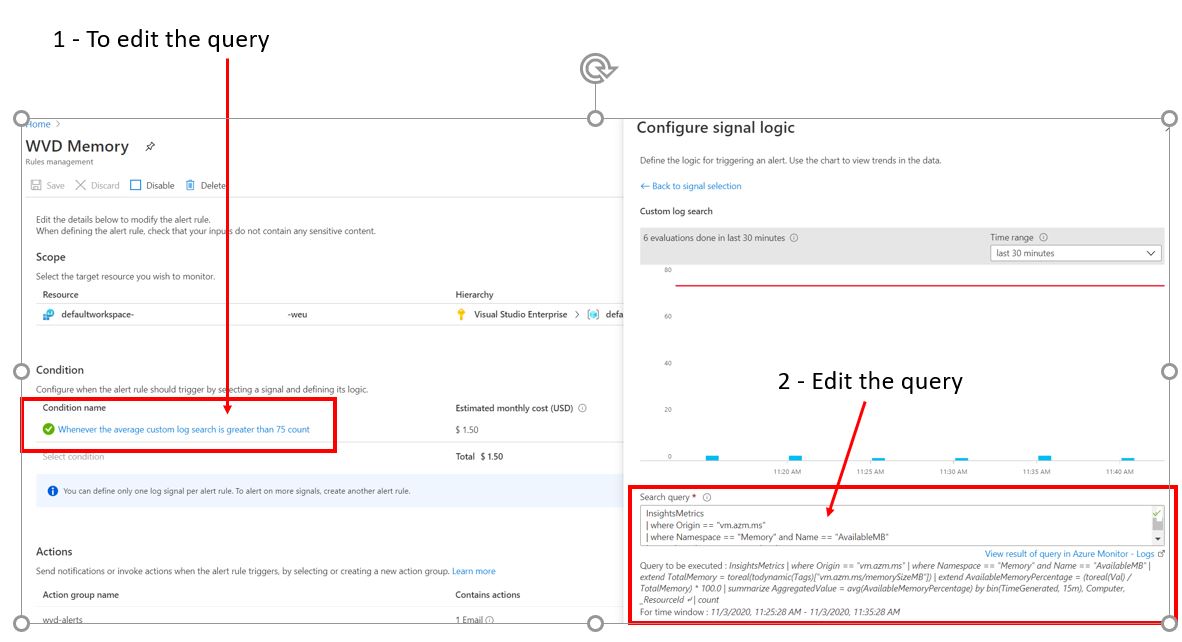 1 - To edit the query
Home >
WVD Memory
Rules management
Save Discard Disable Delete
Edit the details below to modify the alert rule.
When defining the alert rule, check that your inputs do not contain any sensitive content.
Scope
Select the target resource you wish to monitor.
Resource Hierarchy
defaultworkspace- -weu Visual Studio Enterprise > defa
Condition
Configure when the alert rule should trigger by selecting a signal and defining its logic.
Condition name Estimated monthly cost (USD)
Whenever the average custom log search is greater than 75 count $ 1.50
Select condition Total $ 1.50
You can define only one log signal per alert rule. To alert on more signals, create another alert rule.
Actions
Send notifications or invoke actions when the alert rule triggers, by selecting or creating a new action group. Learn more
Action group name Contains actions
wvd-alerts 1 Email
Configure signal logic
Define the logic for triggering an alert. Use the chart to view trends in the data.
← Back to signal selection
Custom log search
6 evaluations done in last 30 minutes
Time range
last 30 minutes
80
60
40
20
0
11:20 AM 11:25 AM 11:30 AM 11:35 AM 11:40 AM
2 - Edit the query
Search query *
InsightsMetrics
| where Origin == "vm.azm.ms"
| where Namespace == "Memory" and Name == "AvailableMB"
View result of query in Azure Monitor - Logs
Query to be executed : InsightsMetrics | where Origin == "vm.azm.ms" | where Namespace == "Memory" and Name == "AvailableMB" |
extend TotalMemory = toreal(todynamic(Tags)["vm.azm.ms/memorySizeMB"]) | extend AvailableMemoryPercentage = (toreal(Val) /
TotalMemory) * 100.0 | summarize AggregatedValue = avg(AvailableMemoryPercentage) by bin(TimeGenerated, 15m), Computer,
_ResourceId ↵| count
For time window : 11/3/2020, 11:25:28 AM - 11/3/2020, 11:35:28 AM